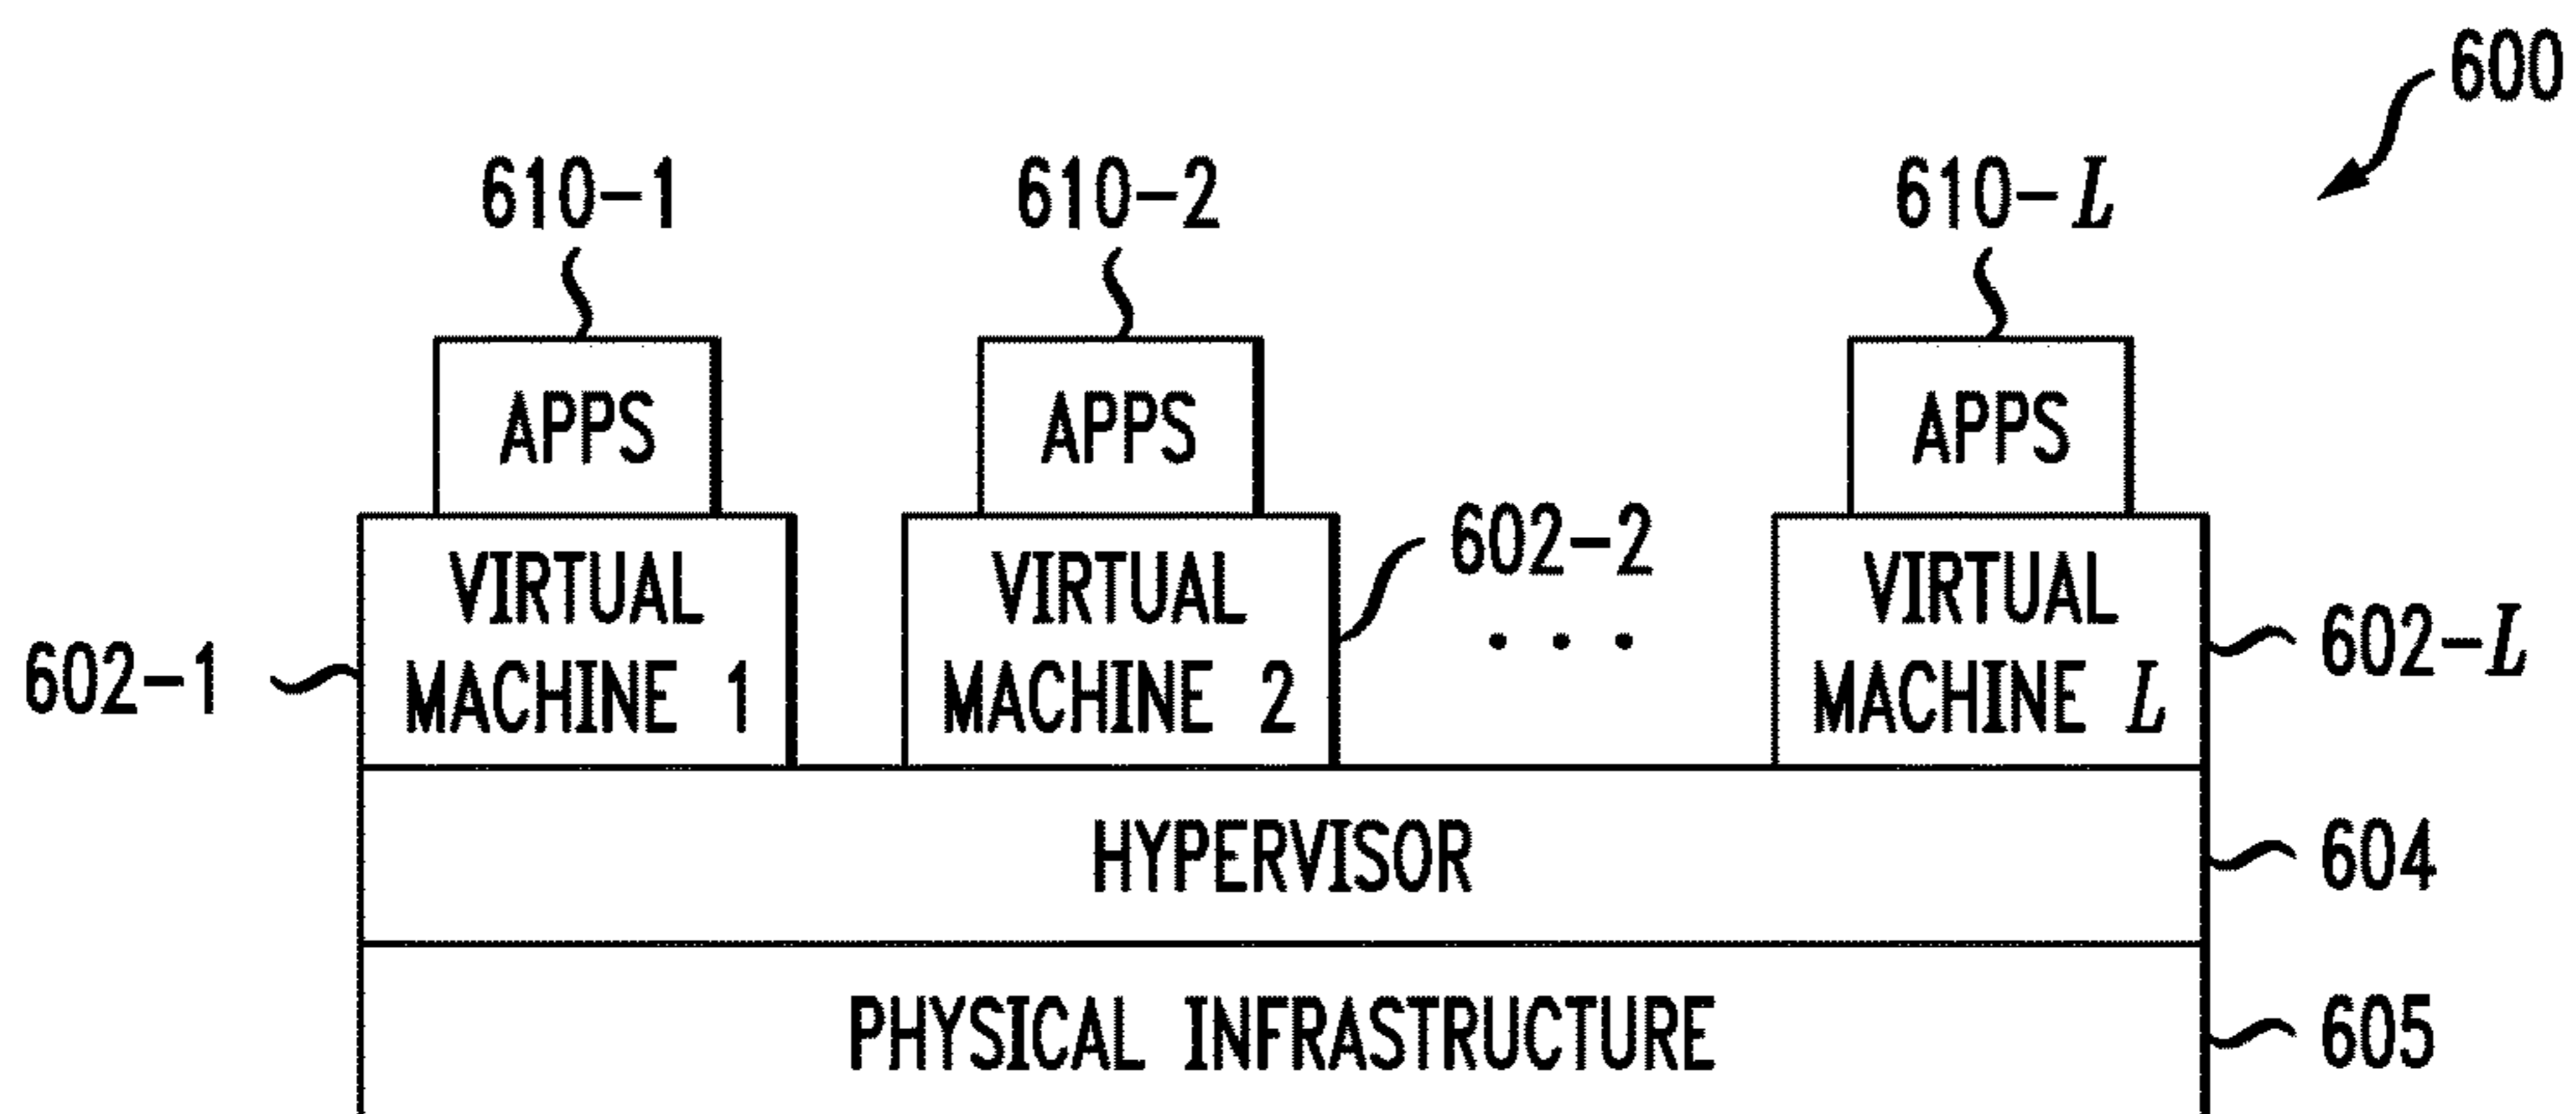 600
610-1
610-2
610-L
APPS
APPS
APPS
602-1
VIRTUAL
MACHINE 1
VIRTUAL
MACHINE 2
602-2
. . .
VIRTUAL
MACHINE L
602-L
HYPERVISOR
604
PHYSICAL INFRASTRUCTURE
605